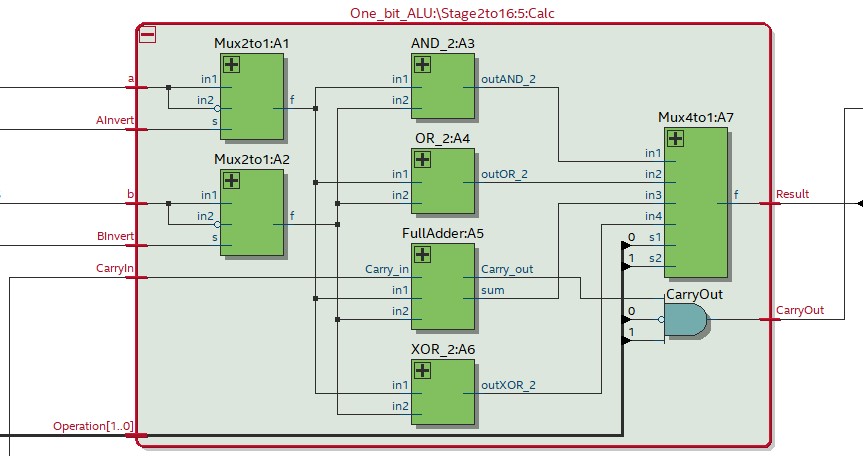 One_bit_ALU:\Stage2to16:5:Calc
Mux2to1:A1
a
in1
in2
f
AInvert
s
Mux2to1:A2
b
in1
in2
f
BInvert
s
CarryIn
AND_2:A3
in1
outAND_2
in2
OR_2:A4
in1
outOR_2
in2
FullAdder:A5
Carry_in
Carry_out
in1
sum
in2
XOR_2:A6
in1
outXOR_2
in2
Mux4to1:A7
in1
in2
in3
f
in4
0 s1
1 s2
Result
CarryOut
0
1
CarryOut
Operation[1..0]